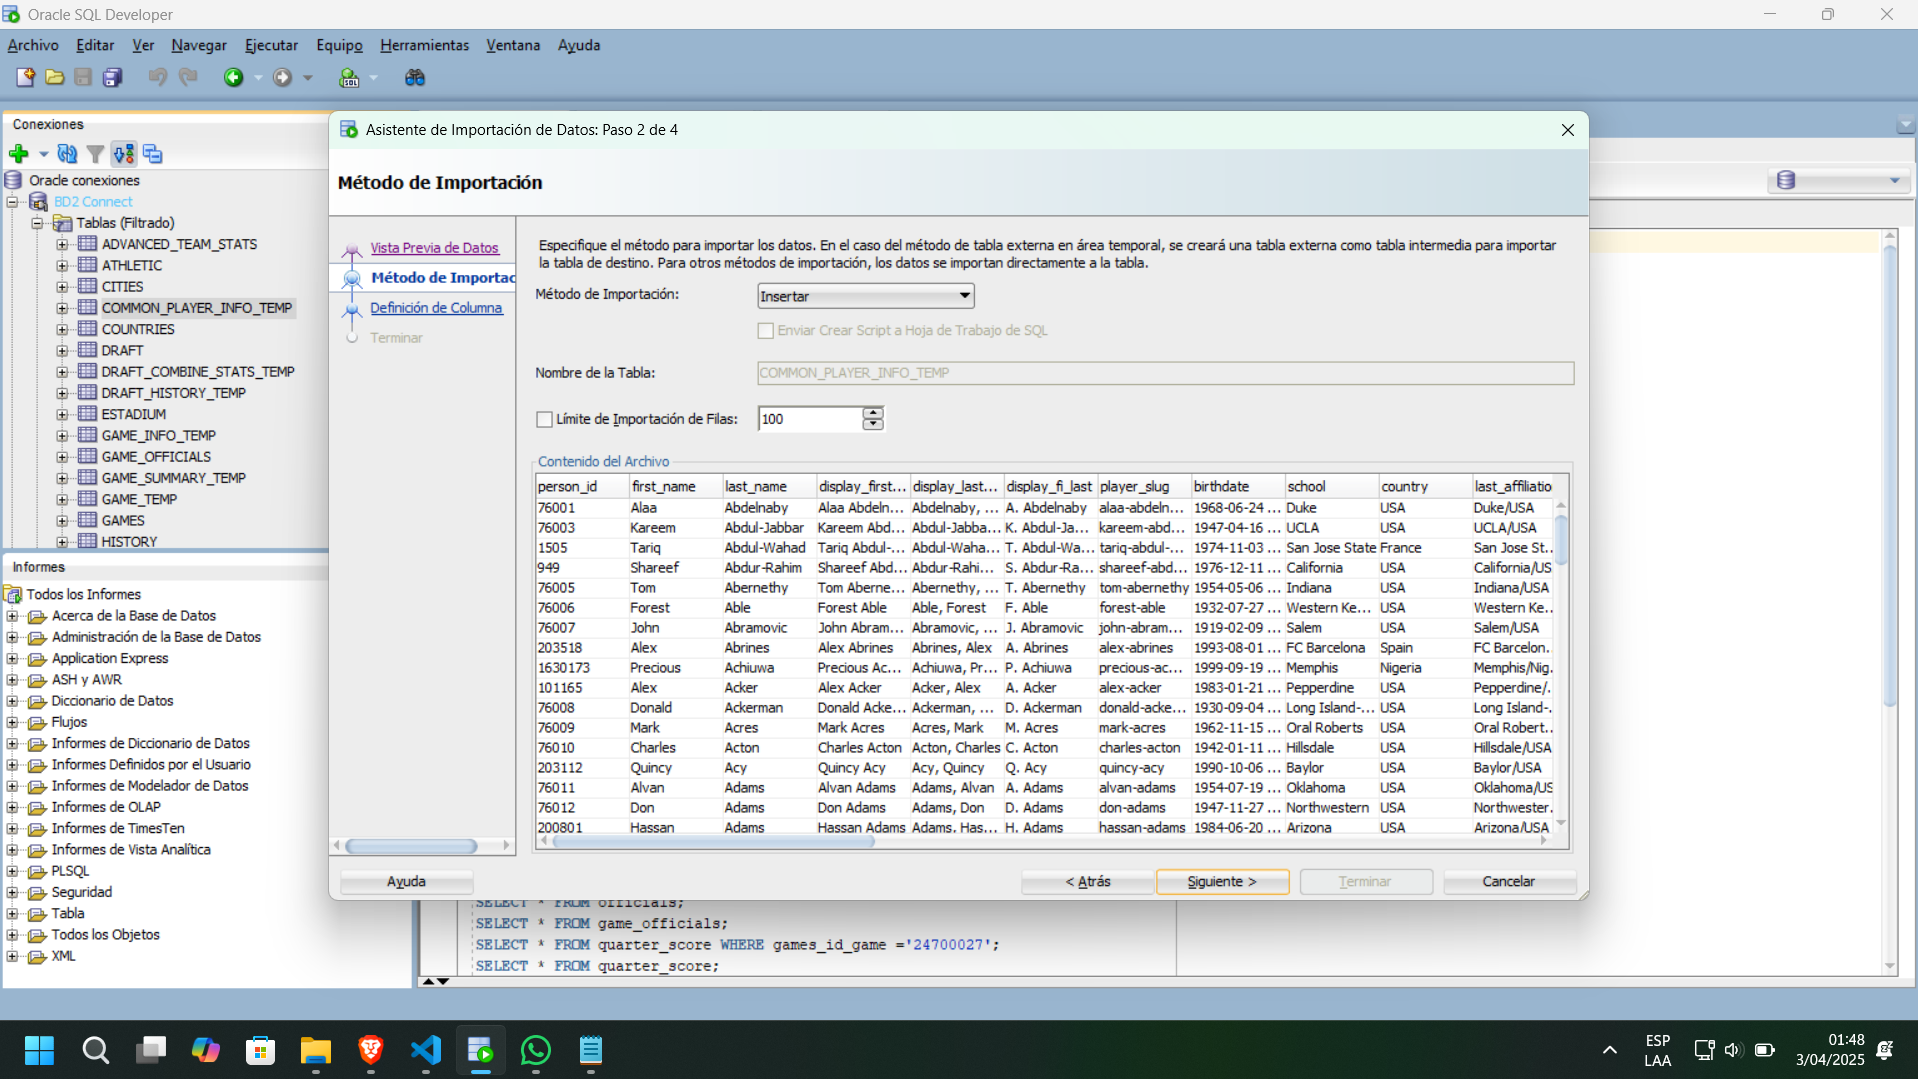 Oracle SQL Developer
Archivo Editar Ver Navegar Ejecutar Equipo Herramientas Ventana Ayuda
Conexiones
Oracle conexiones
BD2 Connect
Tablas (Filtrado)
ADVANCED_TEAM_STATS
ATHLETIC
CITIES
COMMON_PLAYER_INFO_TEMP
COUNTRIES
DRAFT
DRAFT_COMBINE_STATS_TEMP
DRAFT_HISTORY_TEMP
ESTADIUM
GAME_INFO_TEMP
GAME_OFFICIALS
GAME_SUMMARY_TEMP
GAME_TEMP
GAMES
HISTORY
Informes
Todos los Informes
Acerca de la Base de Datos
Administración de la Base de Datos
Application Express
ASH y AWR
Diccionario de Datos
Flujos
Informes de Diccionario de Datos
Informes Definidos por el Usuario
Informes de Modelador de Datos
Informes de OLAP
Informes de TimesTen
Informes de Vista Analítica
PLSQL
Seguridad
Tabla
Todos los Objetos
XML
Asistente de Importación de Datos: Paso 2 de 4
Método de Importación
Vista Previa de Datos
Método de Importac
Definición de Columna
Terminar
Especifique el método para importar los datos. En el caso del método de tabla externa en área temporal, se creará una tabla externa como tabla intermedia para importar
la tabla de destino. Para otros métodos de importación, los datos se importan directamente a la tabla.
Método de Importación: Insertar
Enviar Crear Script a Hoja de Trabajo de SQL
Nombre de la Tabla: COMMON_PLAYER_INFO_TEMP
Límite de Importación de Filas: 100
Contenido del Archivo
person_id first_name last_name display_first... display_last... display_fi_last player_slug birthdate school country last_affiliatio
76001 Alaa Abdelnaby Alaa Abdeln... Abdelnaby, ... A. Abdelnaby alaa-abdeln... 1968-06-24 ... Duke USA Duke/USA
76003 Kareem Abdul-Jabbar Kareem Abd... Abdul-Jabba... K. Abdul-Ja... kareem-abd... 1947-04-16 ... UCLA USA UCLA/USA
1505 Tariq Abdul-Wahad Tariq Abdul-... Abdul-Waha... T. Abdul-Wa... tariq-abdul-... 1974-11-03 ... San Jose State France San Jose St..
949 Shareef Abdur-Rahim Shareef Abd... Abdur-Rahi... S. Abdur-Ra... shareef-abd... 1976-12-11 ... California USA California/US
76005 Tom Abernethy Tom Aberne... Abernethy, ... T. Abernethy tom-abernethy 1954-05-06 ... Indiana USA Indiana/USA
76006 Forest Able Forest Able Able, Forest F. Able forest-able 1932-07-27 ... Western Ke... USA Western Ke..
76007 John Abramovic John Abram... Abramovic, ... J. Abramovic john-abram... 1919-02-09 ... Salem USA Salem/USA
203518 Alex Abrines Alex Abrines Abrines, Alex A. Abrines alex-abrines 1993-08-01 ... FC Barcelona Spain FC Barcelon..
1630173 Precious Achiuwa Precious Ac... Achiuwa, Pr... P. Achiuwa precious-ac... 1999-09-19 ... Memphis Nigeria Memphis/Nig.
101165 Alex Acker Alex Acker Acker, Alex A. Acker alex-acker 1983-01-21 ... Pepperdine USA Pepperdine/.
76008 Donald Ackerman Donald Acke... Ackerman, ... D. Ackerman donald-acke... 1930-09-04 ... Long Island-... USA Long Island-.
76009 Mark Acres Mark Acres Acres, Mark M. Acres mark-acres 1962-11-15 ... Oral Roberts USA Oral Robert..
76010 Charles Acton Charles Acton Acton, Charles C. Acton charles-acton 1942-01-11 ... Hillsdale USA Hillsdale/USA
203112 Quincy Acy Quincy Acy Acy, Quincy Q. Acy quincy-acy 1990-10-06 ... Baylor USA Baylor/USA
76011 Alvan Adams Alvan Adams Adams, Alvan A. Adams alvan-adams 1954-07-19 ... Oklahoma USA Oklahoma/US
76012 Don Adams Don Adams Adams, Don D. Adams don-adams 1947-11-27 ... Northwestern USA Northwester.
200801 Hassan Adams Hassan Adams Adams, Has... H. Adams hassan-adams 1984-06-20 ... Arizona USA Arizona/USA
Ayuda < Atrás Siguiente > Terminar Cancelar
SELECT * FROM officials;
SELECT * FROM game_officials;
SELECT * FROM quarter_score WHERE games_id_game ='24700027';
SELECT * FROM quarter_score;
ESP
LAA
01:48
3/04/2025